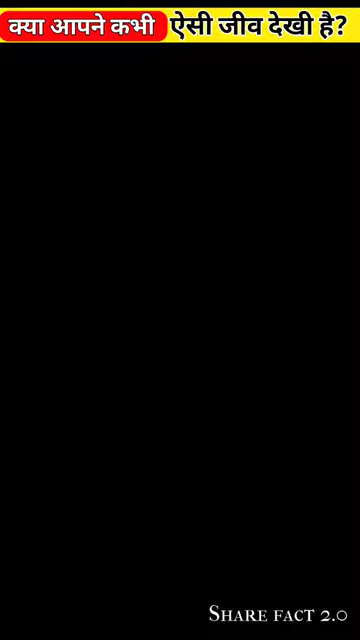 क्या आपने कभी ऐसी जीव देखी है?
Share fact 2.0